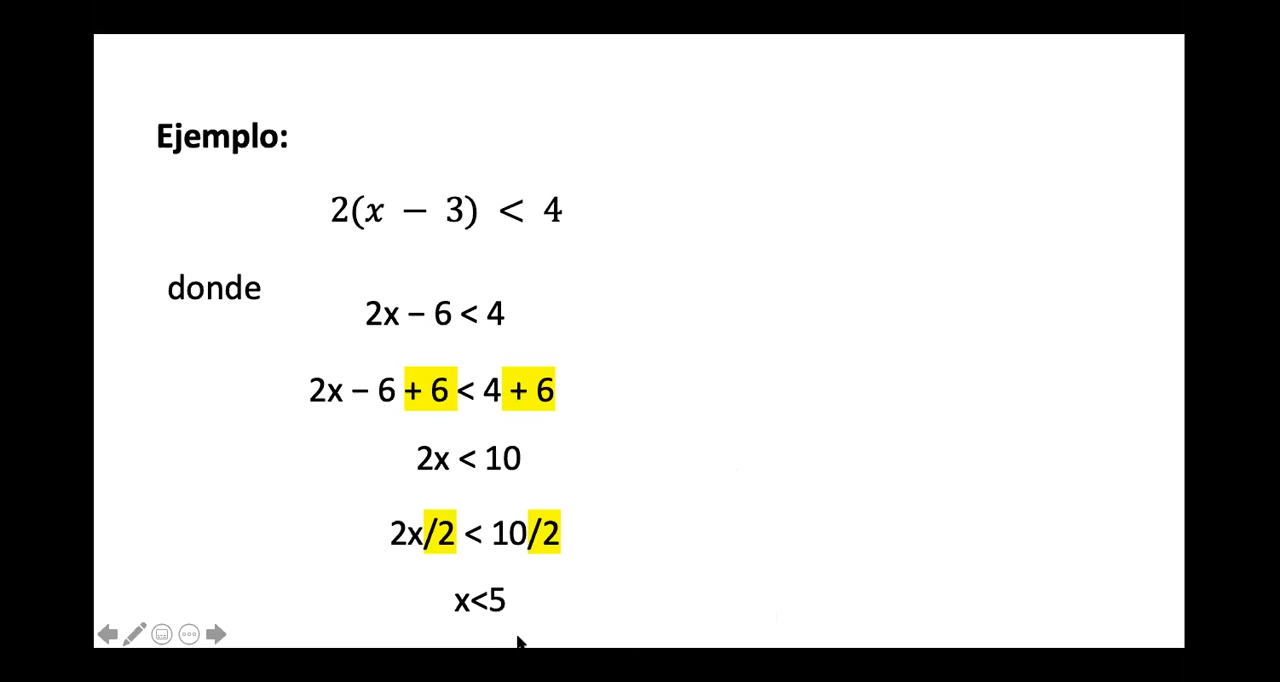 Ejemplo:
2(x − 3) < 4
donde
2x − 6 < 4
2x − 6 + 6 < 4 + 6
2x < 10
2x/2 < 10/2
x<5